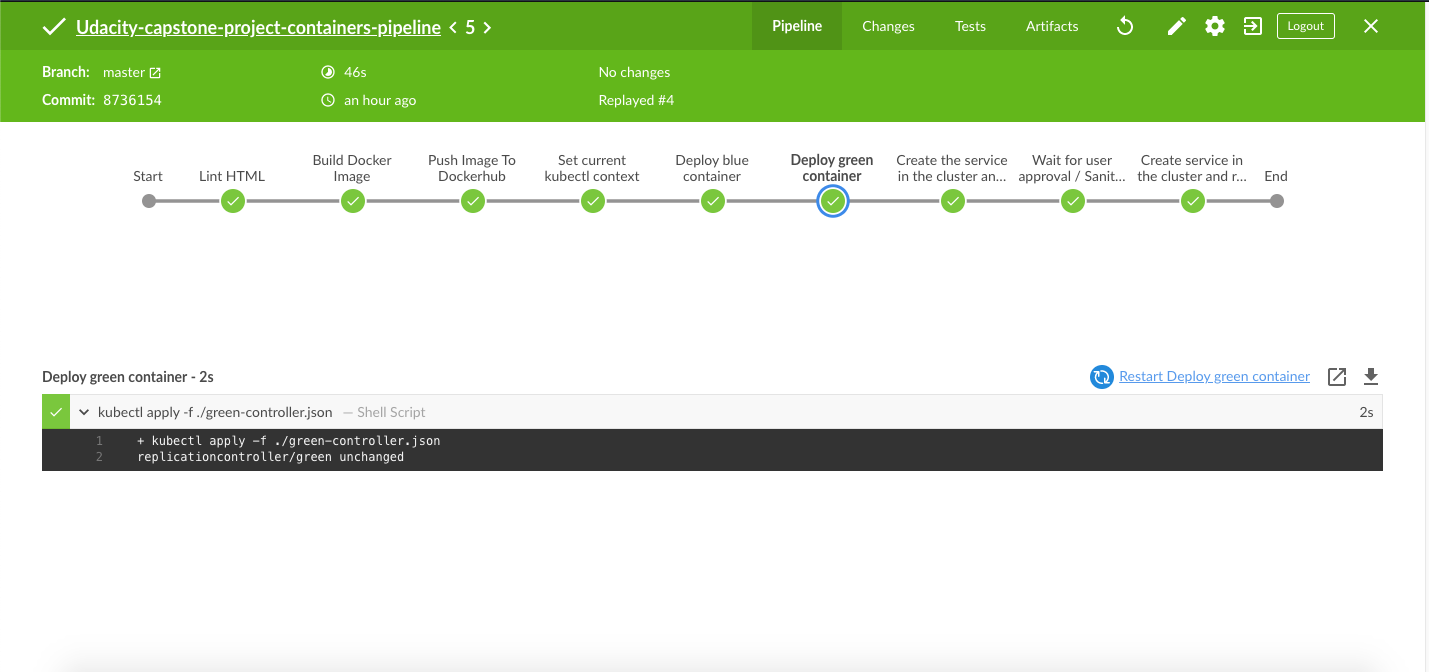 Udacity-capstone-project-containers-pipeline < 5 >
Pipeline Changes Tests Artifacts Logout
Branch: master 46s No changes
Commit: 8736154 an hour ago Replayed #4
Start
Lint HTML
Build Docker
Image
Push Image To
Dockerhub
Set current
kubectl context
Deploy blue
container
Deploy green
container
Create the service
in the cluster an...
Wait for user
approval / Sanit...
Create service in
the cluster and r...
End
Deploy green container - 2s
Restart Deploy green container
kubectl apply -f ./green-controller.json — Shell Script 2s
1 + kubectl apply -f ./green-controller.json
2 replicationcontroller/green unchanged